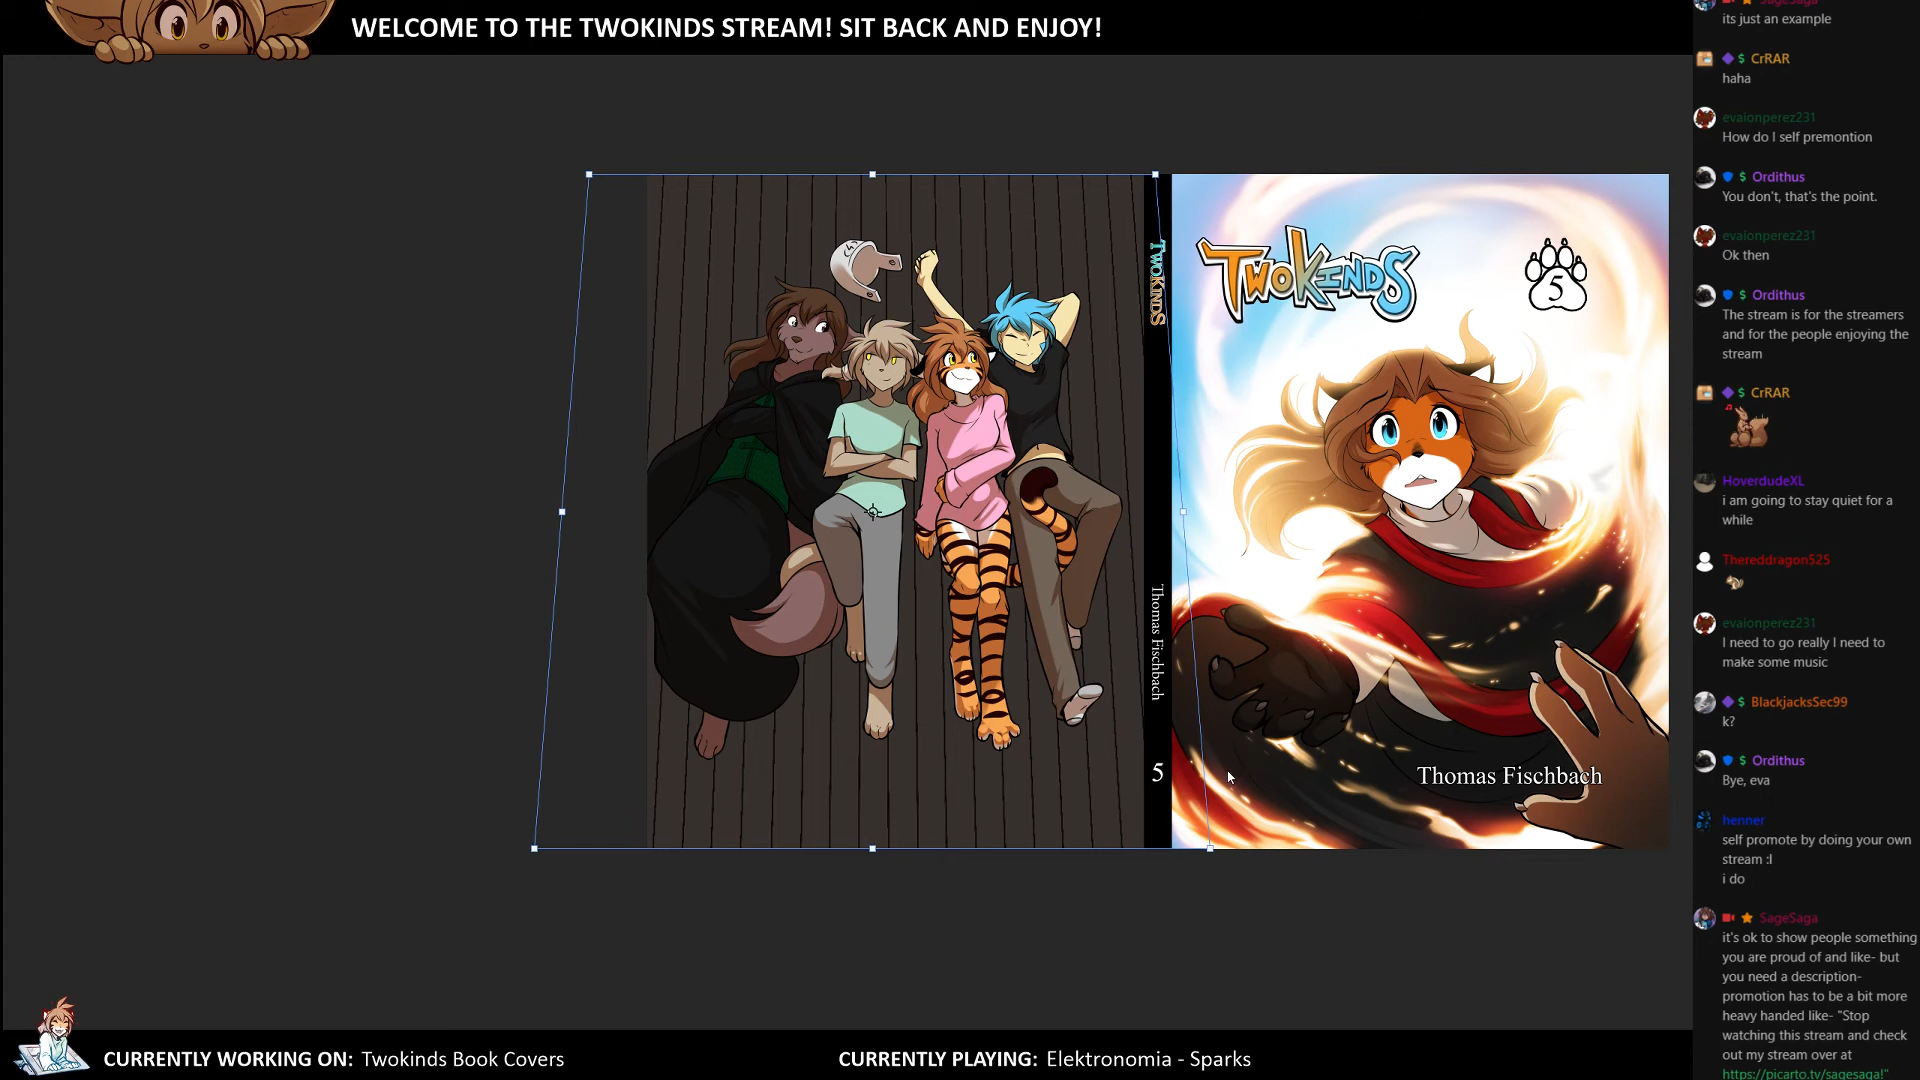 WELCOME TO THE TWOKINDS STREAM! SIT BACK AND ENJOY!
TWOKINDS
Thomas Fischbach
5
TWOKINDS
5
Thomas Fischbach
SageSaga
its just an example
$ CrRAR
haha
evalonperez231
How do I self premontion
$ Ordithus
You don't, that's the point.
evalonperez231
Ok then
$ Ordithus
The stream is for the streamers
and for the people enjoying the
stream
$ CrRAR
HoverdudeXL
i am going to stay quiet for a
while
Thereddragon525
evalonperez231
I need to go really I need to
make some music
$ BlackjacksSec99
k?
$ Ordithus
Bye, eva
henner
self promote by doing your own
stream :l
i do
SageSaga
it's ok to show people something
you are proud of and like- but
you need a description-
promotion has to be a bit more
heavy handed like- "Stop
watching this stream and check
out my stream over at
https://picarto.tv/sagesaga!"
CURRENTLY WORKING ON: Twokinds Book Covers
CURRENTLY PLAYING: Elektronomia - Sparks